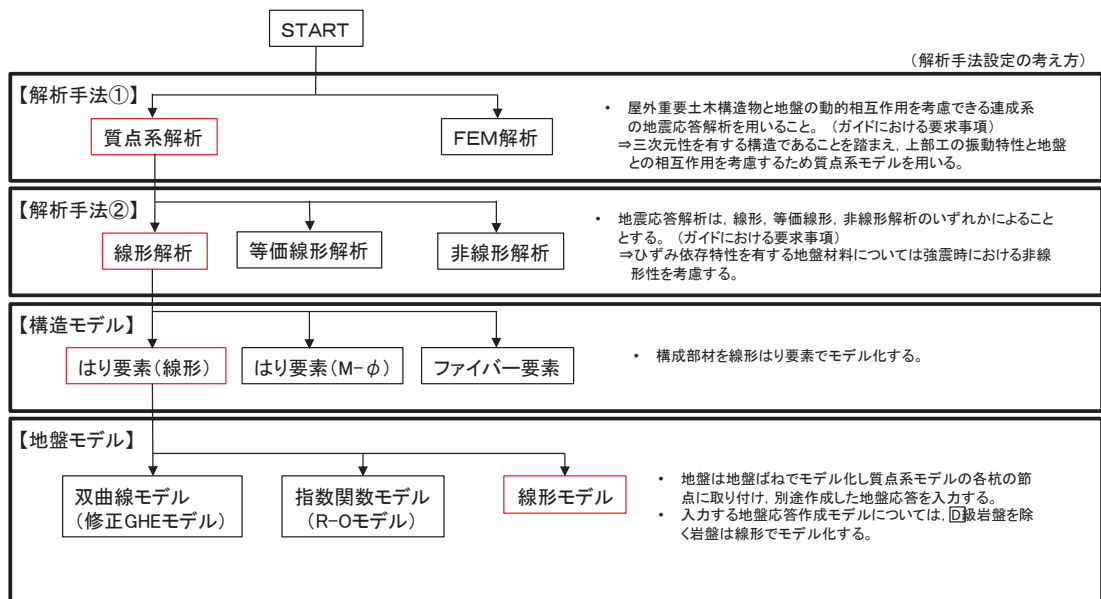 START
(解析手法設定の考え方)
【解析手法①】
質点系解析
FEM解析
・ 屋外重要土木構造物と地盤の動的相互作用を考慮できる連成系
の地震応答解析を用いること。 (ガイドにおける要求事項)
⇒三次元性を有する構造であることを踏まえ, 上部工の振動特性と地盤
との相互作用を考慮するため質点系モデルを用いる。
【解析手法②】
線形解析
等価線形解析
非線形解析
・ 地震応答解析は, 線形, 等価線形, 非線形解析のいずれかによること
とする。 (ガイドにおける要求事項)
⇒ひずみ依存特性を有する地盤材料については強震時における非線
形性を考慮する。
【構造モデル】
はり要素(線形)
はり要素(M-φ)
ファイバー要素
・ 構成部材を線形はり要素でモデル化する。
【地盤モデル】
双曲線モデル
(修正GHEモデル)
指数関数モデル
(R-Oモデル)
線形モデル
・ 地盤は地盤ばねでモデル化し質点系モデルの各杭の節
点に取り付け, 別途作成した地盤応答を入力する。
・ 入力する地盤応答作成モデルについては, D級岩盤を除
く岩盤は線形でモデル化する。